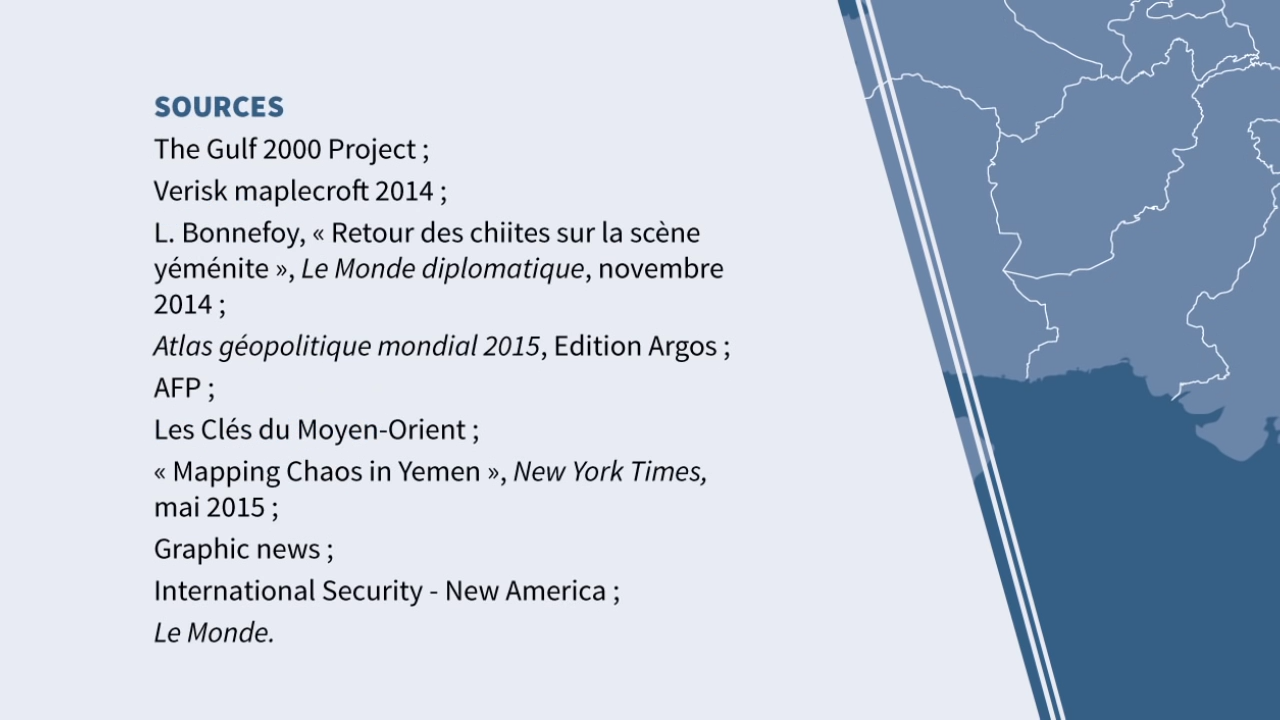 SOURCES
The Gulf 2000 Project ;
Verisk maplecroft 2014 ;
L. Bonnefoy, « Retour des chiites sur la scène
yéménite », Le Monde diplomatique, novembre
2014 ;
Atlas géopolitique mondial 2015, Edition Argos ;
AFP ;
Les Clés du Moyen-Orient ;
« Mapping Chaos in Yemen », New York Times,
mai 2015 ;
Graphic news ;
International Security - New America ;
Le Monde.